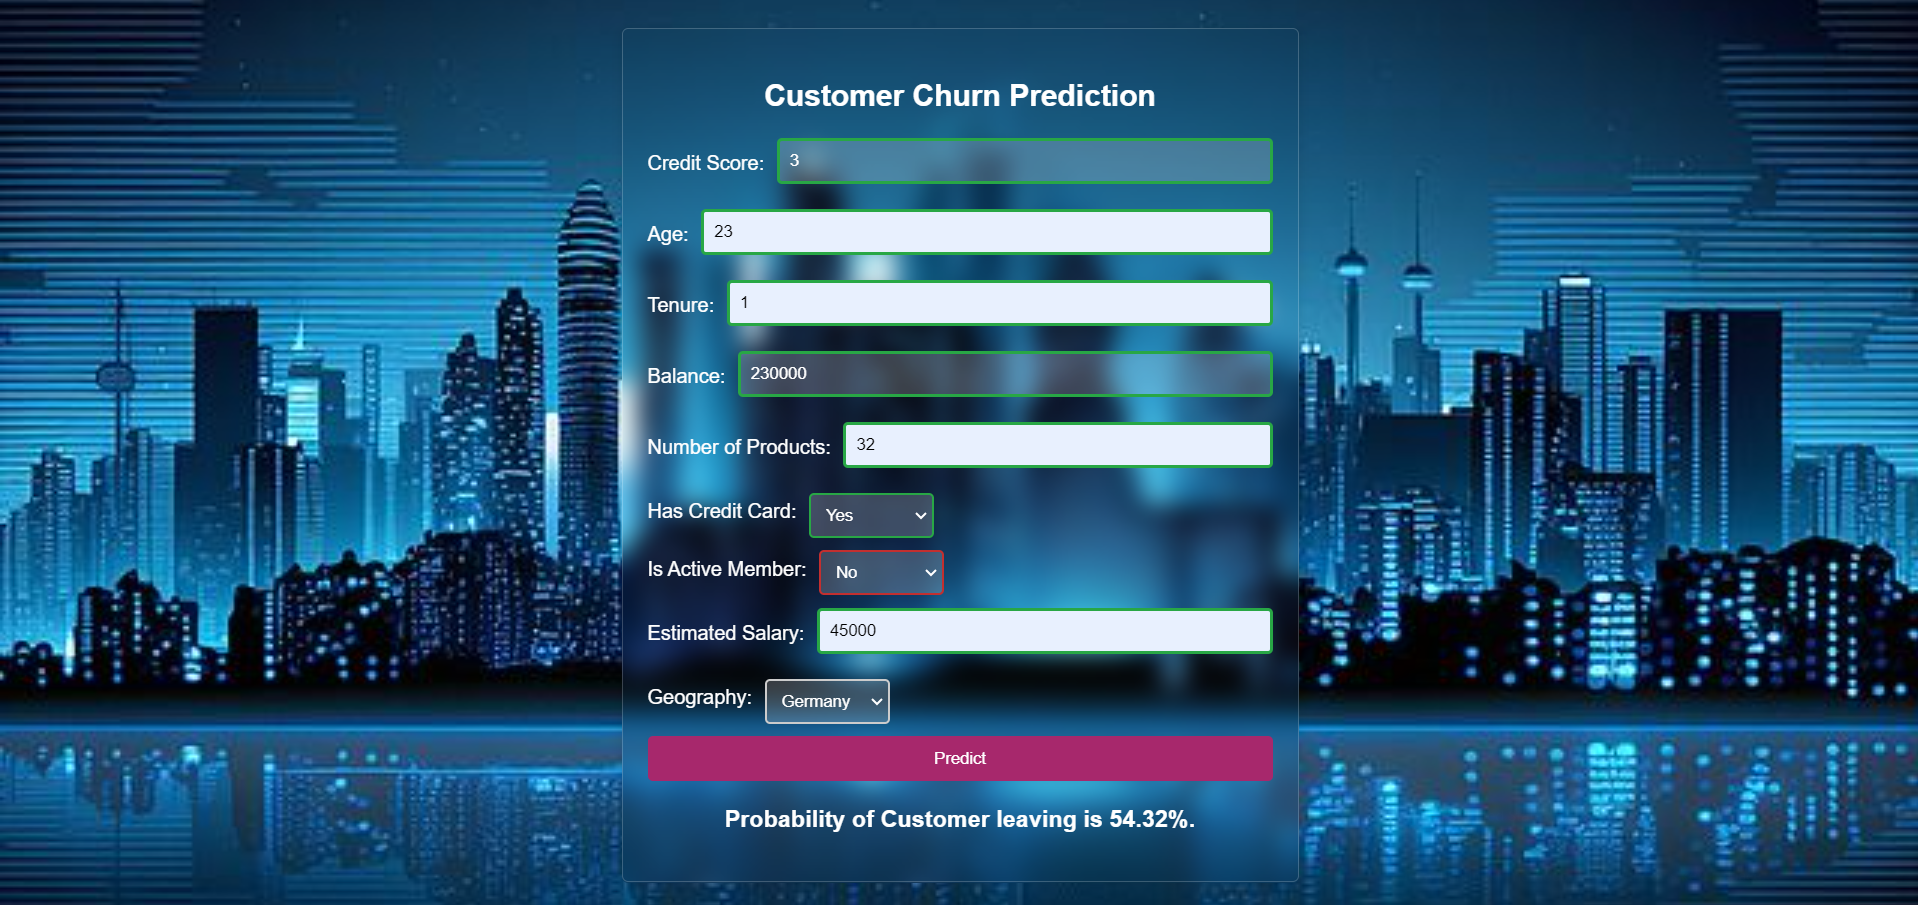 Customer Churn Prediction
Credit Score: 3
Age: 23
Tenure: 1
Balance: 230000
Number of Products: 32
Has Credit Card: Yes
Is Active Member: No
Estimated Salary: 45000
Geography: Germany
Predict
Probability of Customer leaving is 54.32%.